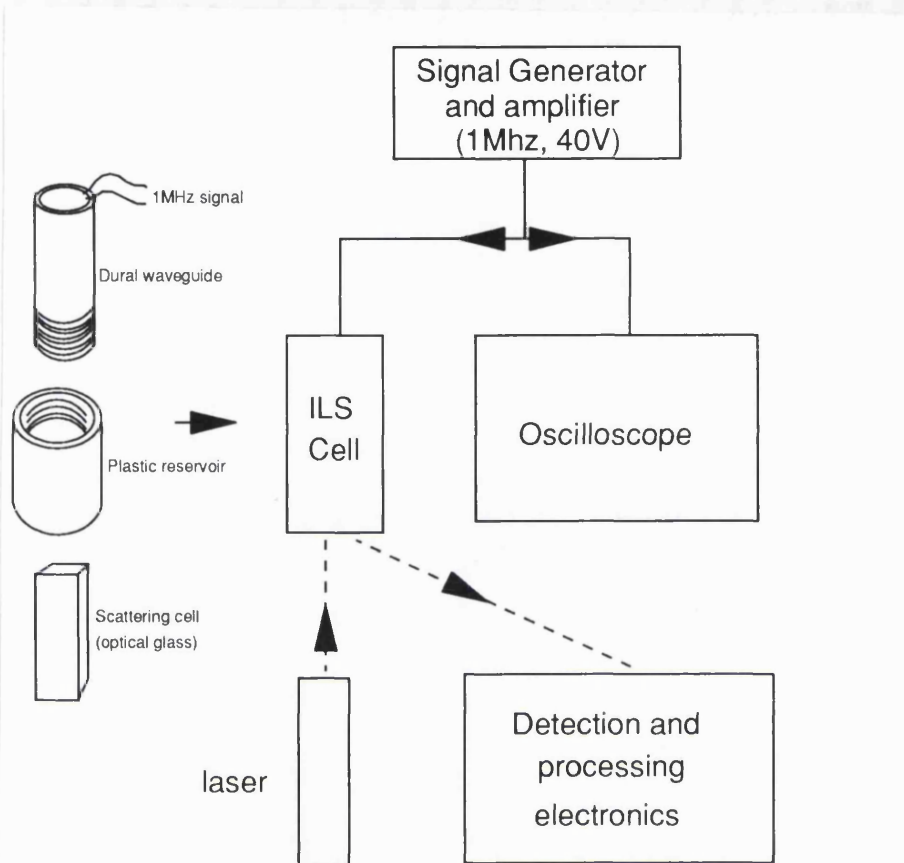 Signal Generator
and amplifier
(1Mhz, 40V)
1MHz signal
Dural waveguide
ILS
Cell
Oscilloscope
Plastic reservoir
Scattering cell
(optical glass)
Detection and
processing
electronics
laser